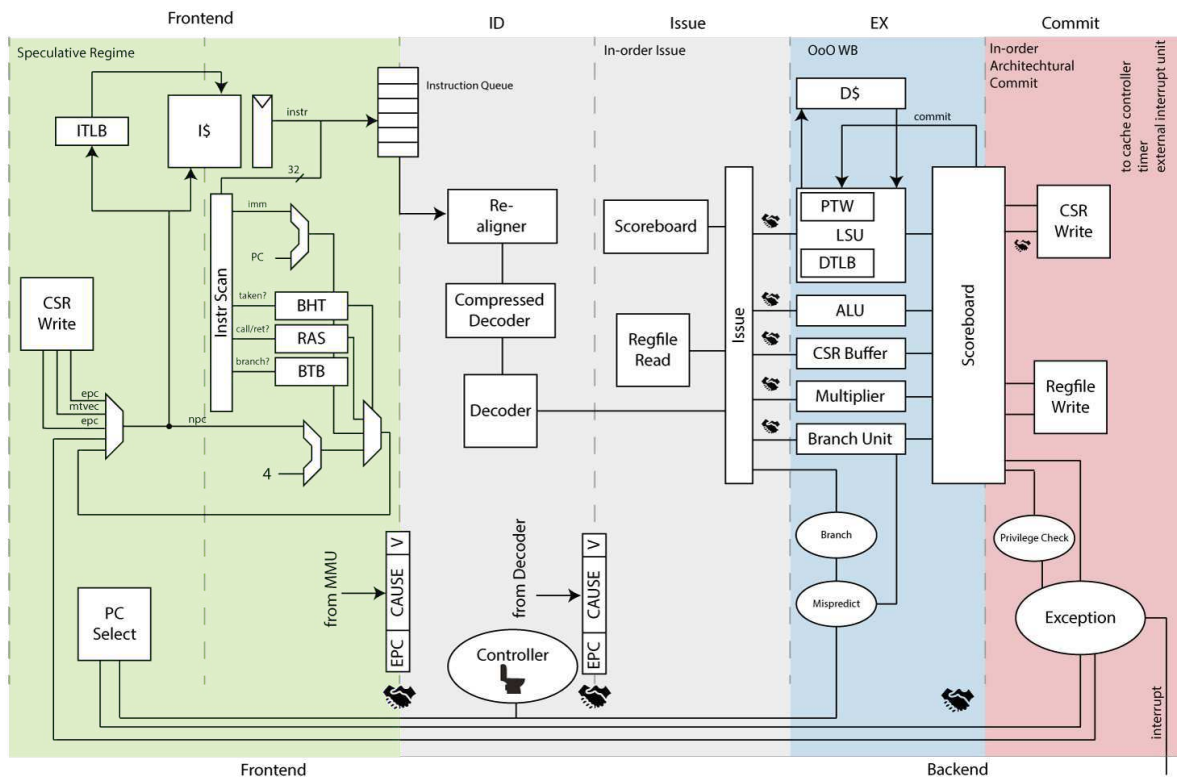 Frontend
ID
Issue
EX
Commit
Speculative Regime
In-order Issue
OoO WB
In-order
Architechtural
Commit
to cache controller
timer
external interrupt unit
ITLB
I$
instr
Instruction Queue
32
D$
commit
imm
PC
Instr Scan
taken?
BHT
call/ret?
RAS
branch?
BTB
CSR
Write
epc
mtvec
epc
npc
4
Re-
aligner
Compressed
Decoder
Decoder
Scoreboard
Regfile
Read
Issue
PTW
LSU
DTLB
ALU
CSR Buffer
Multiplier
Branch Unit
Scoreboard
CSR
Write
Regfile
Write
Branch
Mispredict
Privilege Check
Exception
interrupt
PC
Select
from MMU
V
CAUSE
EPC
from Decoder
V
CAUSE
EPC
Controller
Frontend
Backend